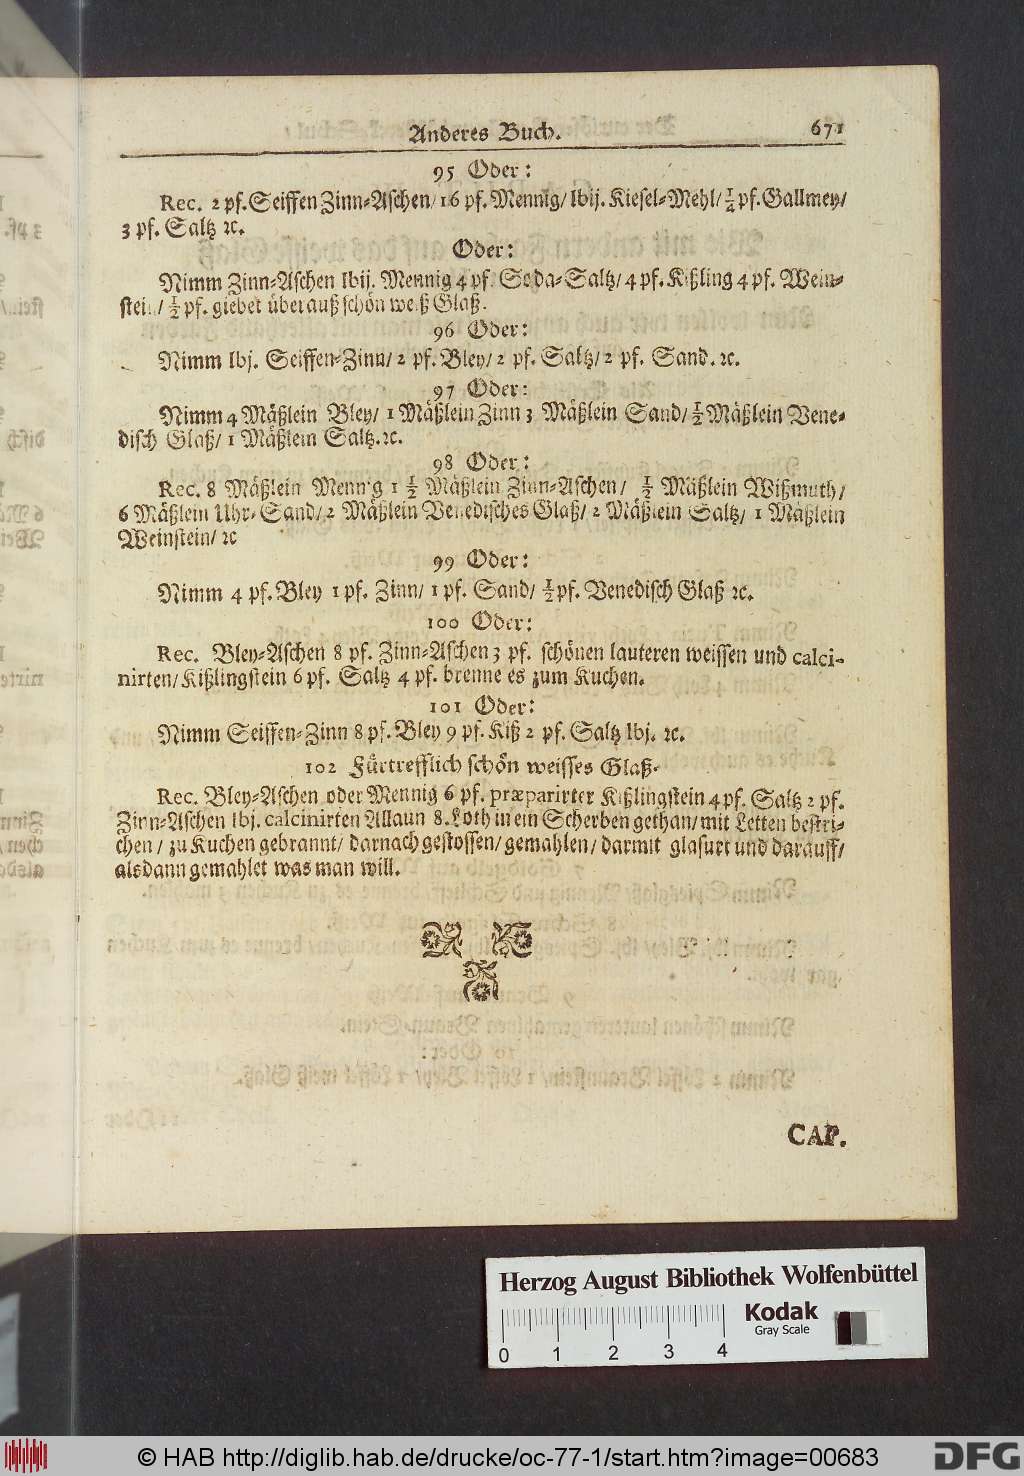 Anderes Buch. 671
95 Oder:
Rec. 2 pf. Seiffen Zinn-Aschen/ 16 pf. Mennig/ lbij. Kiesel-Mehl/ 1/4 pf. Gallmey/
3 pf. Saltz ꝛc.
Oder:
Nimm Zinn-Aschen lbij. Mennig 4 pf. Soda-Saltz/ 4 pf. Kißling 4 pf. Wein-
stein/ 1/2 pf. giebet überauß schön weiß Glaß.
96 Oder:
Nimm lbj. Seiffen-Zinn/ 2 pf. Bley/ 2 pf. Saltz/ 2 pf. Sand. ꝛc.
97 Oder:
Nimm 4 Mäßlein Bley/ 1 Mäßlein Zinn 3 Mäßlein Sand/ 1/2 Mäßlein Vene-
disch Glaß/ 1 Mäßlein Saltz. ꝛc.
98 Oder:
Rec. 8 Mäßlein Mennig 1 1/2 Mäßlein Zinn-Aschen/ 1/2 Mäßlein Wißmuth/
6 Mäßlein Uhr-Sand/ 2 Mäßlein Venedisches Glaß/ 2 Mäßlein Saltz/ 1 Mäßlein
Weinstein/ ꝛc
99 Oder:
Nimm 4 pf. Bley 1 pf. Zinn/ 1 pf. Sand/ 1/2 pf. Venedisch Glaß ꝛc.
100 Oder:
Rec. Bley-Aschen 8 pf. Zinn-Aschen 3 pf. schönen lauteren weissen und calci-
nirten/ Kißlingstein 6 pf. Saltz 4 pf. brenne es zum Kuchen.
101 Oder:
Nimm Seiffen-Zinn 8 pf. Bley 9 pf. Kiß 2 pf. Saltz lbj. ꝛc.
102 Fürtrefflich schön weisses Glaß.
Rec. Bley-Aschen oder Mennig 6 pf. præparirter Kißlingstein 4 pf. Saltz 2 pf.
Zinn-Aschen lbj. calcinirten Allaun 8. Loth in ein Scherben gethan/ mit Letten bestri-
chen/ zu Kuchen gebrannt/ darnach gestossen/ gemahlen/ darmit glasurt und darauff/
alsdann gemahlet was man will.
CAP.
Herzog August Bibliothek Wolfenbüttel
Kodak
Gray Scale
0 1 2 3 4
© HAB http://diglib.hab.de/drucke/oc-77-1/start.htm?image=00683
DFG